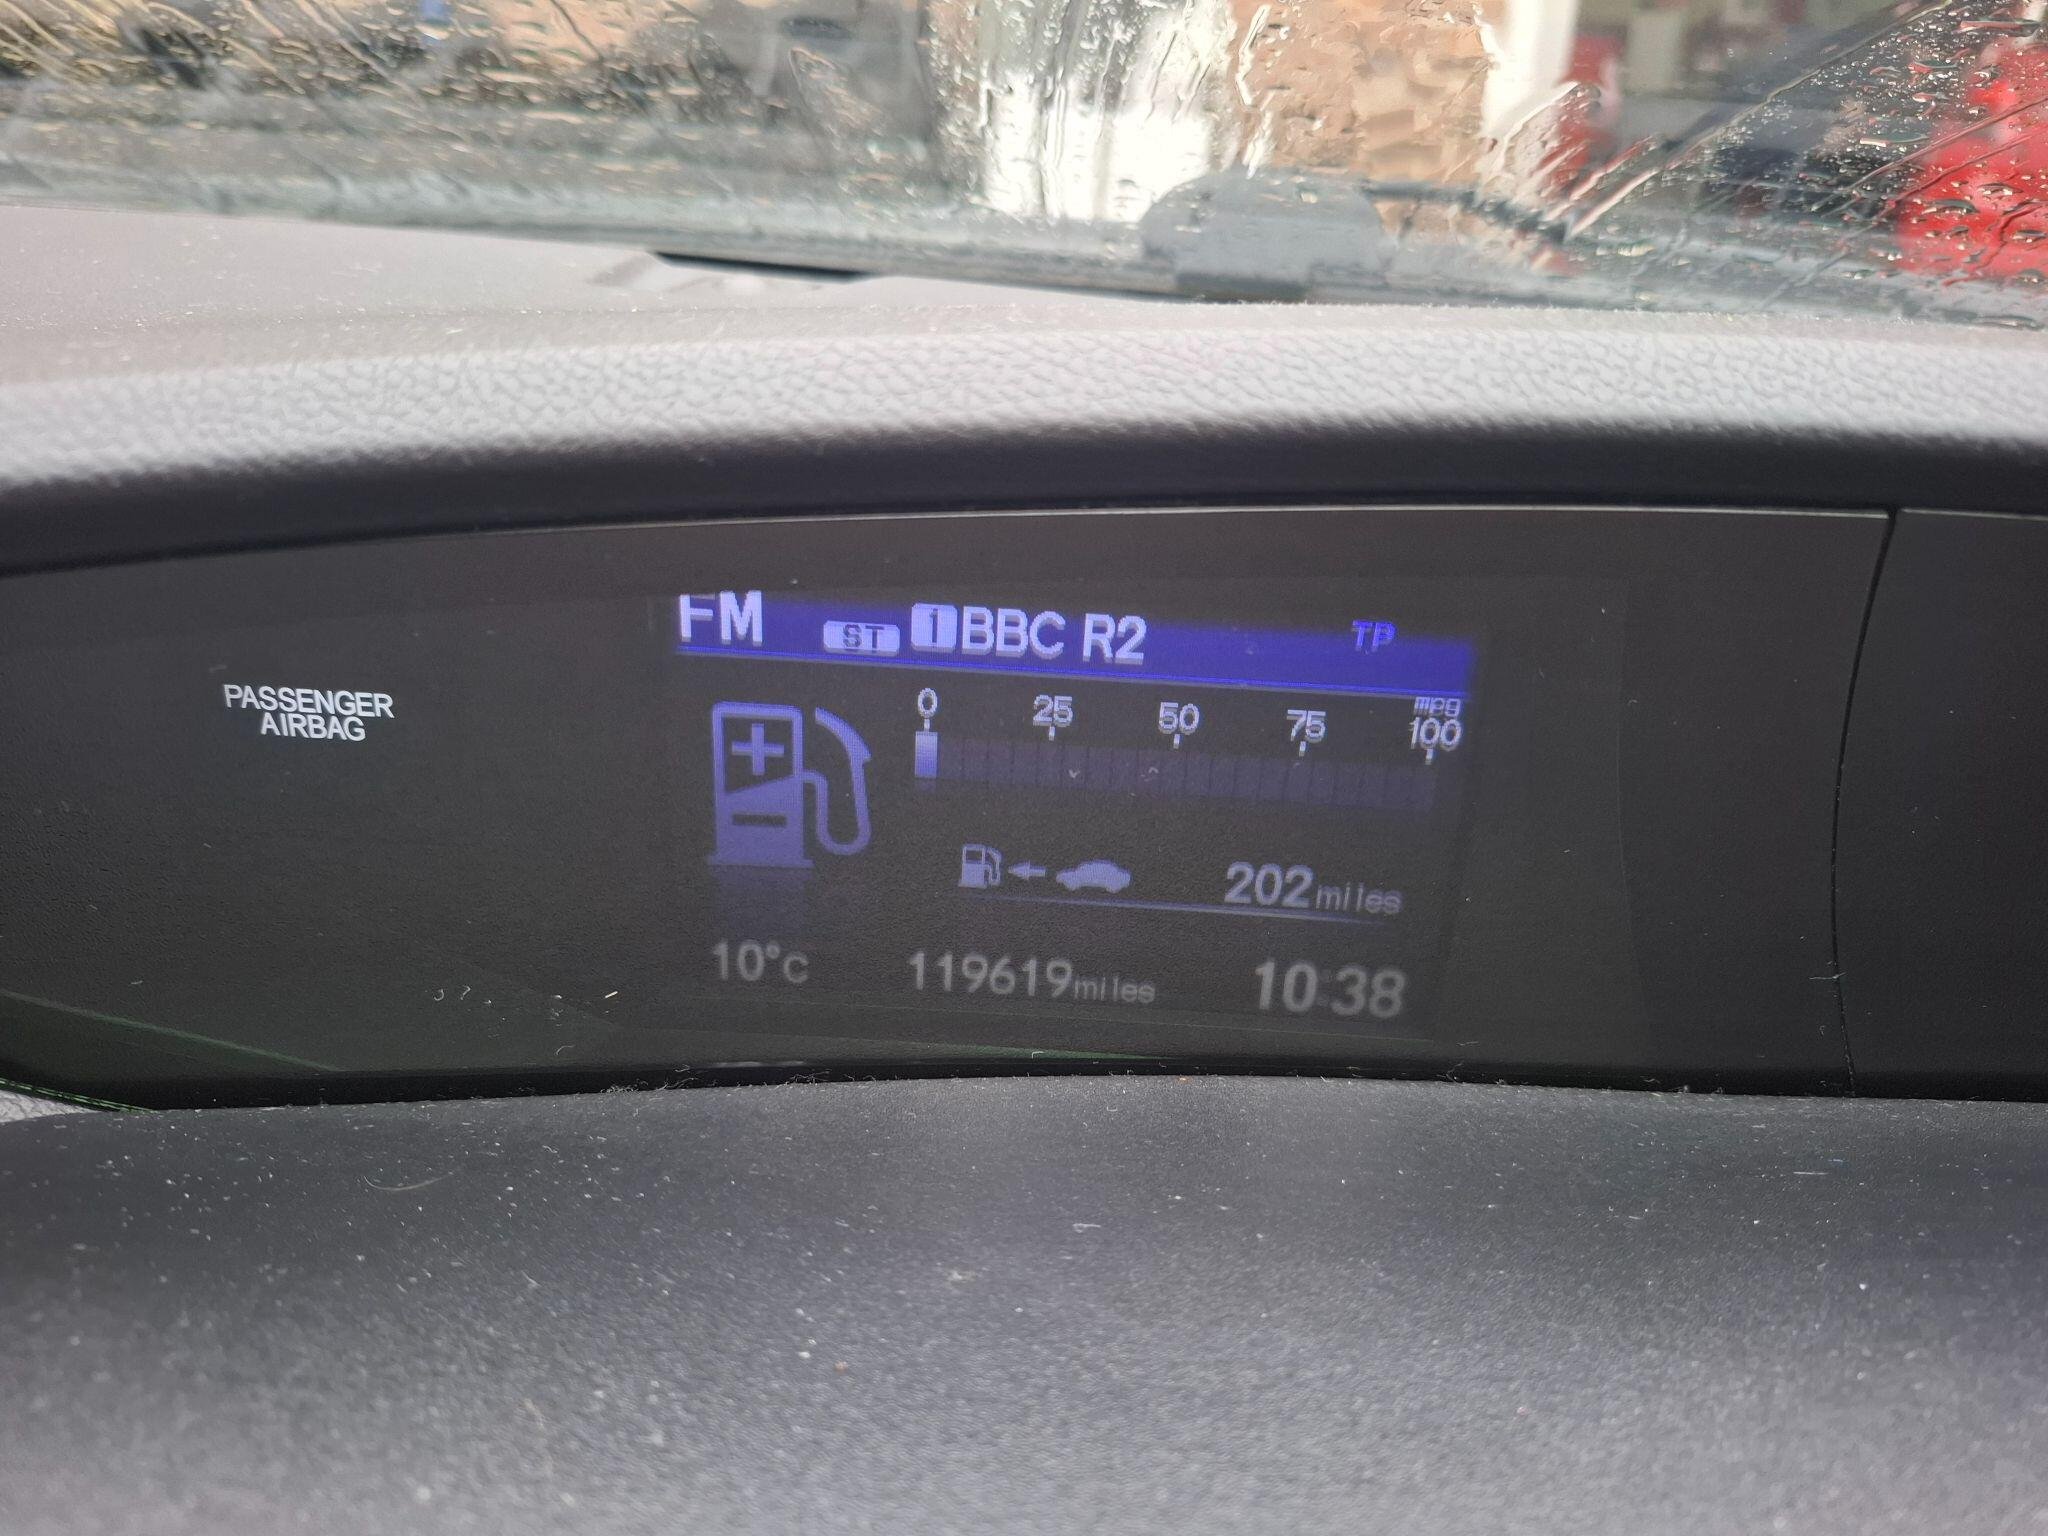 FM ST 1 BBC R2 TP
PASSENGER
AIRBAG
0 25 50 75 100
mpg
202 miles
10°C 119619 miles 10:38